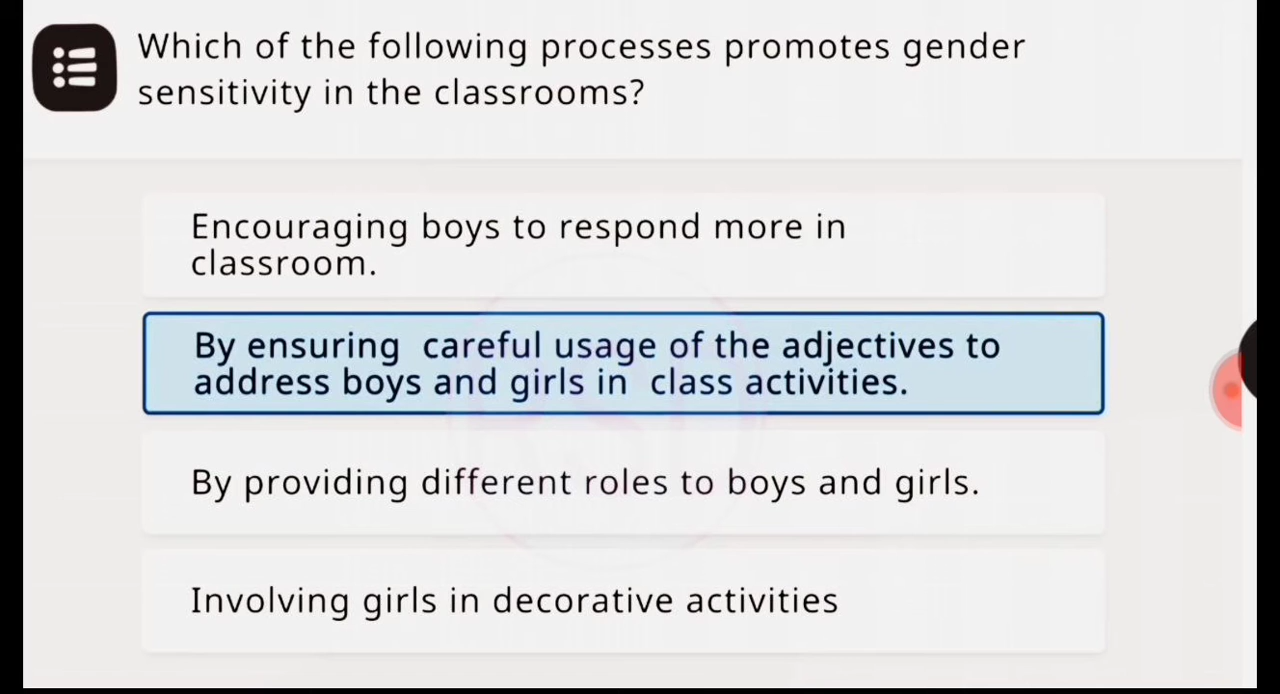 Which of the following processes promotes gender
sensitivity in the classrooms?
Encouraging boys to respond more in
classroom.
By ensuring careful usage of the adjectives to
address boys and girls in class activities.
By providing different roles to boys and girls.
Involving girls in decorative activities